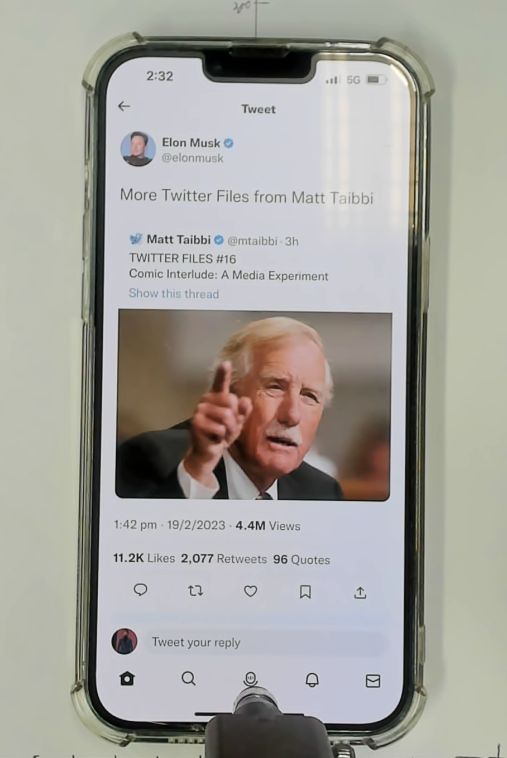 2:32
5G
Tweet
Elon Musk
@elonmusk
More Twitter Files from Matt Taibbi
Matt Taibbi @mtaibbi · 3h
TWITTER FILES #16
Comic Interlude: A Media Experiment
Show this thread
1:42 pm · 19/2/2023 · 4.4M Views
11.2K Likes 2,077 Retweets 96 Quotes
Tweet your reply